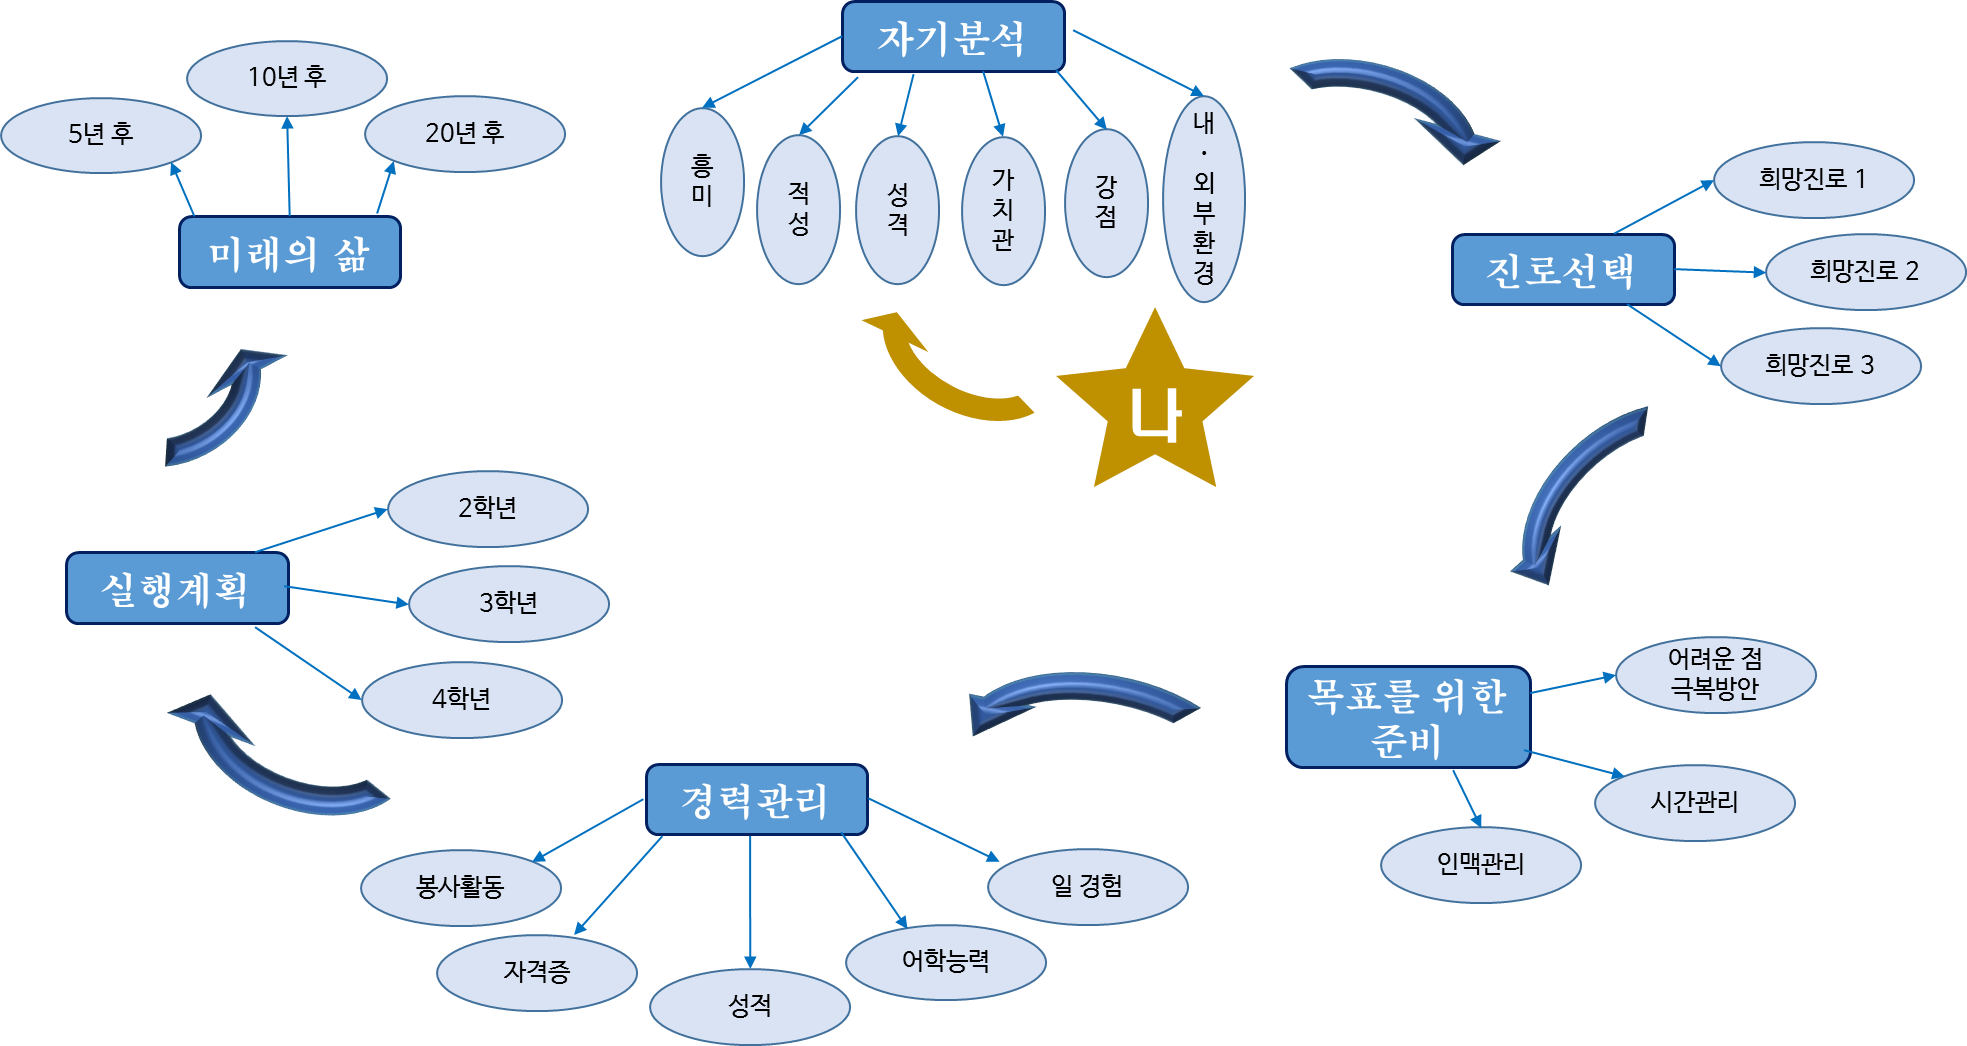 자기분석
흥
미
적
성
성
격
가
치
관
강
점
내
·
외
부
환
경
나
진로선택
희망진로 1
희망진로 2
희망진로 3
목표를 위한
준비
어려운 점
극복방안
시간관리
인맥관리
경력관리
봉사활동
자격증
성적
어학능력
일 경험
실행계획
2학년
3학년
4학년
미래의 삶
5년 후
10년 후
20년 후